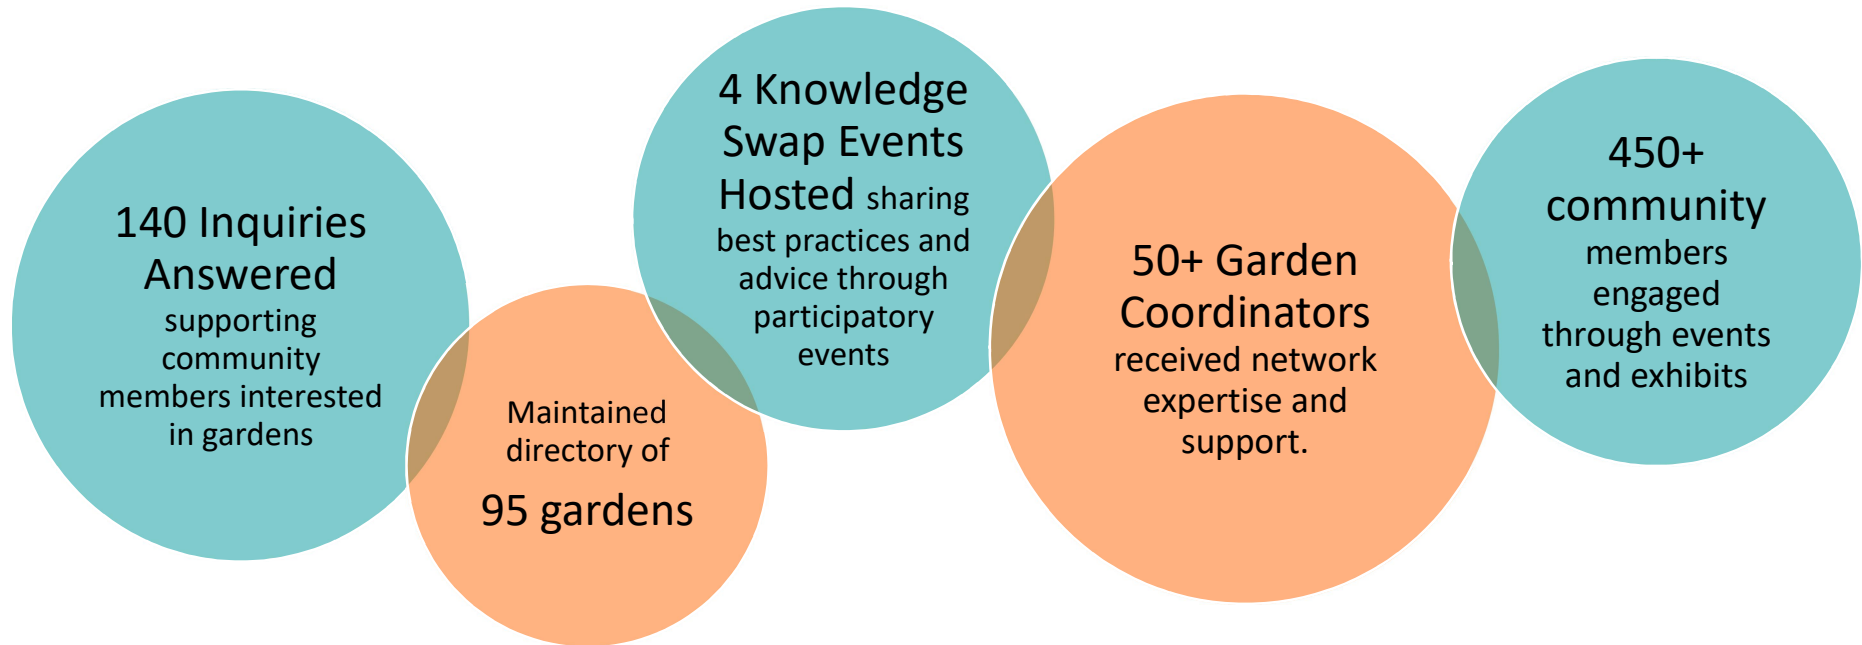 140 Inquiries
Answered
supporting
community
members interested
in gardens
Maintained
directory of
95 gardens
4 Knowledge
Swap Events
Hosted sharing
best practices and
advice through
participatory
events
50+ Garden
Coordinators
received network
expertise and
support.
450+
community
members
engaged
through events
and exhibits